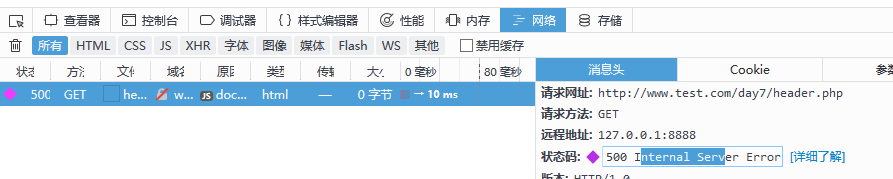 查看器 控制台 调试器 样式编辑器 性能 内存 网络 存储
所有 HTML CSS JS XHR 字体 图像 媒体 Flash WS 其他 禁用缓存
状态 方法 文件 域名 原因 类型 传输 大小 0 毫秒 80 毫秒 消息头 Cookie 参数
500 GET he... w... JS doc... html — 0 字节 → 10 ms
请求网址: http://www.test.com/day7/header.php
请求方法: GET
远程地址: 127.0.0.1:8888
状态码: 500 Internal Server Error [详细了解]
版本: HTTP/1.0